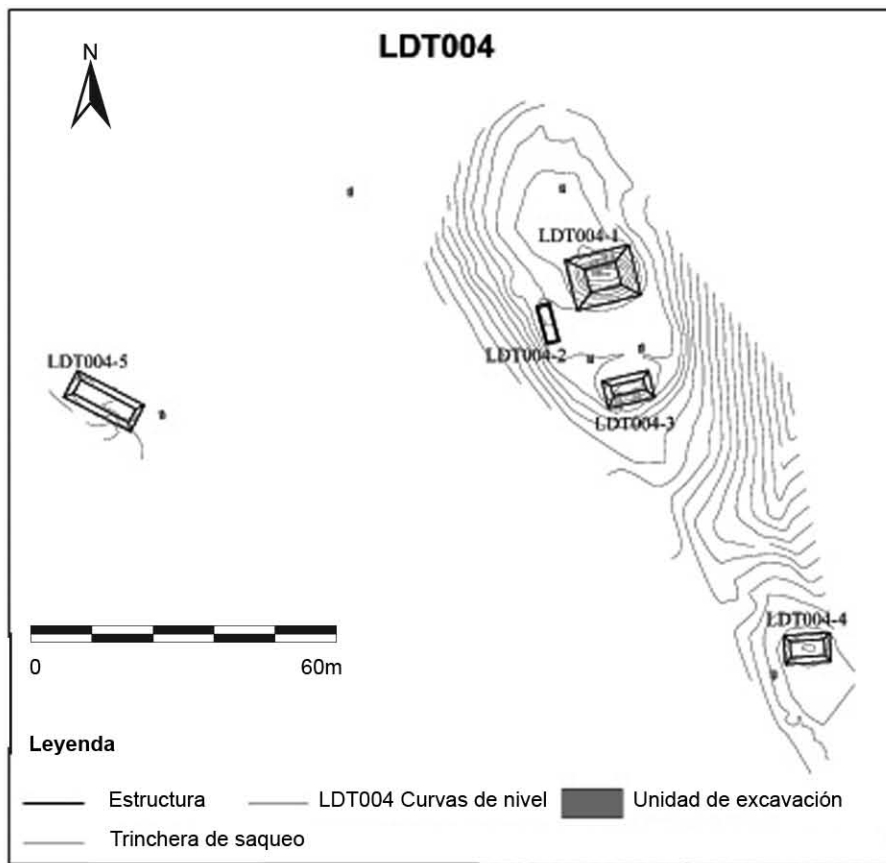 LDT004
N
LDT004-1
LDT004-2
LDT004-5
LDT004-3
LDT004-4
0 60m
Leyenda
Estructura LDT004 Curvas de nivel Unidad de excavación
Trinchera de saqueo